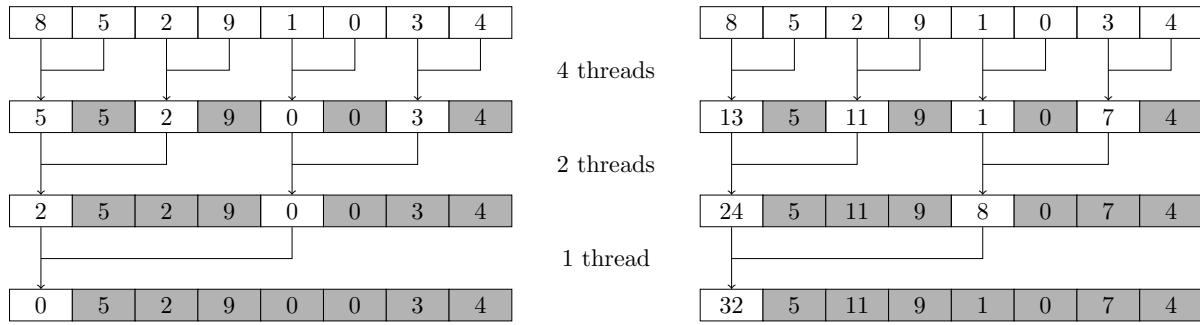 8 5 2 9 1 0 3 4
8 5 2 9 1 0 3 4
4 threads
5 5 2 9 0 0 3 4
13 5 11 9 1 0 7 4
2 threads
2 5 2 9 0 0 3 4
24 5 11 9 8 0 7 4
1 thread
0 5 2 9 0 0 3 4
32 5 11 9 1 0 7 4